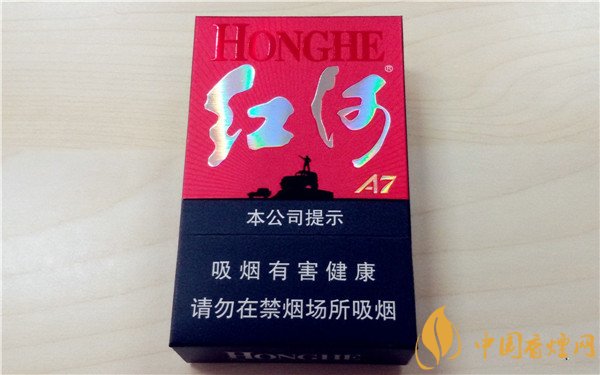 HONGHE
红河®
A7
本公司提示
吸烟有害健康
请勿在禁烟场所吸烟
HONGHE
中国香烟网